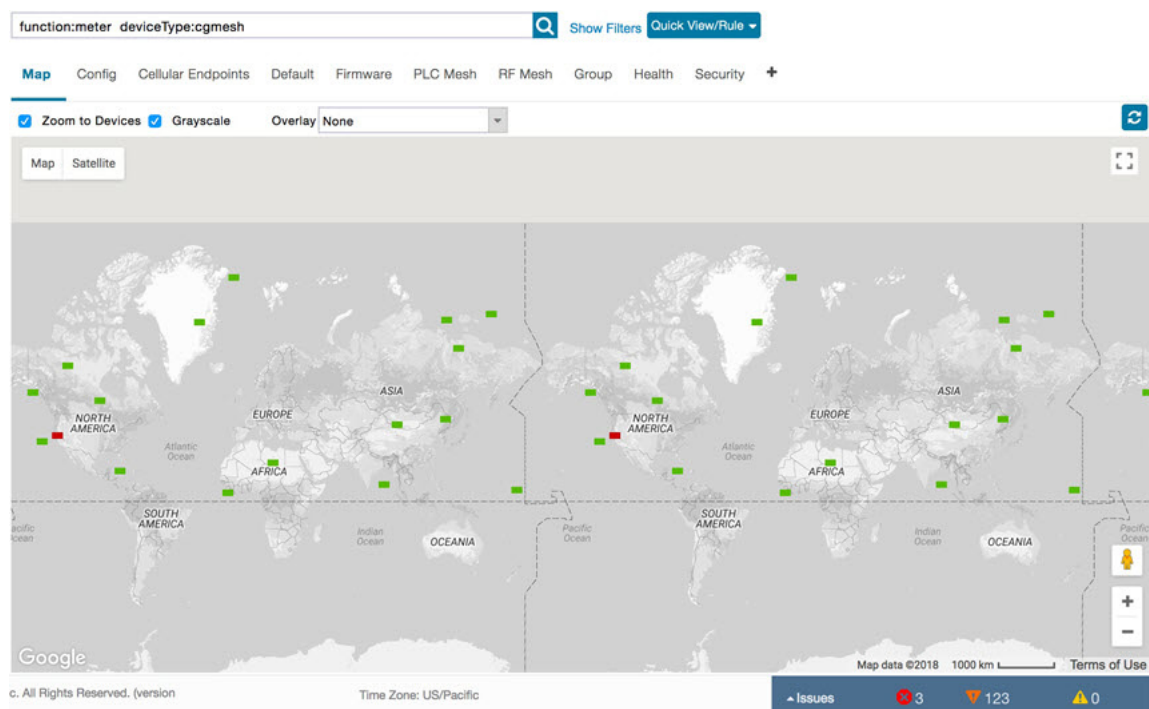 function:meter deviceType:cgmesh
Show Filters
Quick View/Rule
Map Config Cellular Endpoints Default Firmware PLC Mesh RF Mesh Group Health Security +
Zoom to Devices Grayscale Overlay None
Map Satellite
ASIA ASIA
EUROPE EUROPE
NORTH
AMERICA
NORTH
AMERICA
Atlantic
Ocean
Atlantic
Ocean
AFRICA AFRICA
SOUTH
AMERICA
SOUTH
AMERICA
acific
cean
Indian
Ocean
OCEANIA
Pacific
Ocean
Indian
Ocean
OCEANIA
Pacific
Ocean
Google
Map data ©2018 1000 km Terms of Use
c. All Rights Reserved. (version
Time Zone: US/Pacific
Issues 3 123 0